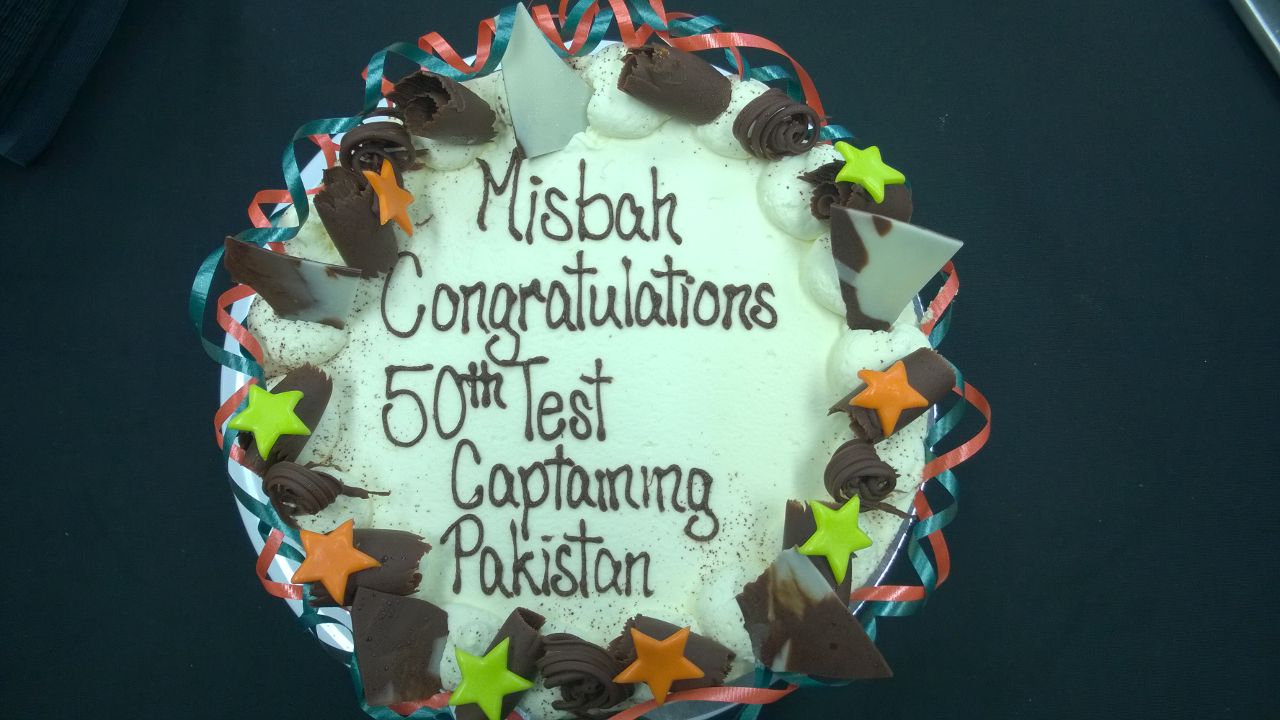 Misbah
Congratulations
50th Test
Captaining
Pakistan